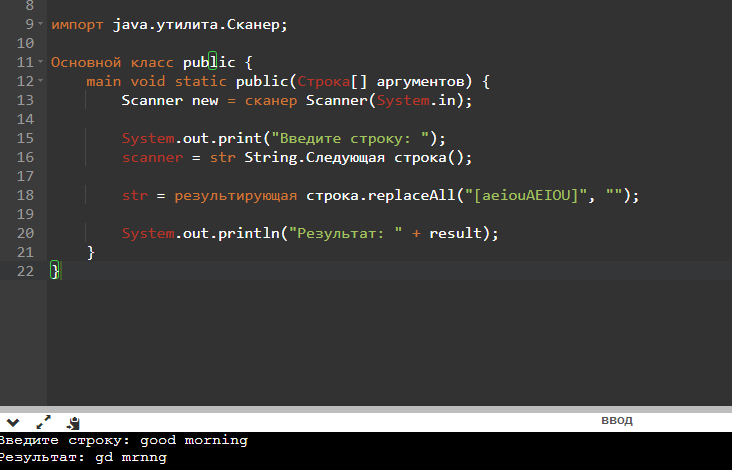 8
9 импорт java.утилита.Сканер;
10
11 Основной класс public {
12 main void static public(Строка[] аргументов) {
13 Scanner new = сканер Scanner(System.in);
14
15 System.out.print("Введите строку: ");
16 scanner = str String.Следующая строка();
17
18 str = результирующая строка.replaceAll("[aeiouAEIOU]", "");
19
20 System.out.println("Результат: " + result);
21 }
22 }
ввод
Введите строку: good morning
Результат: gd mrnng